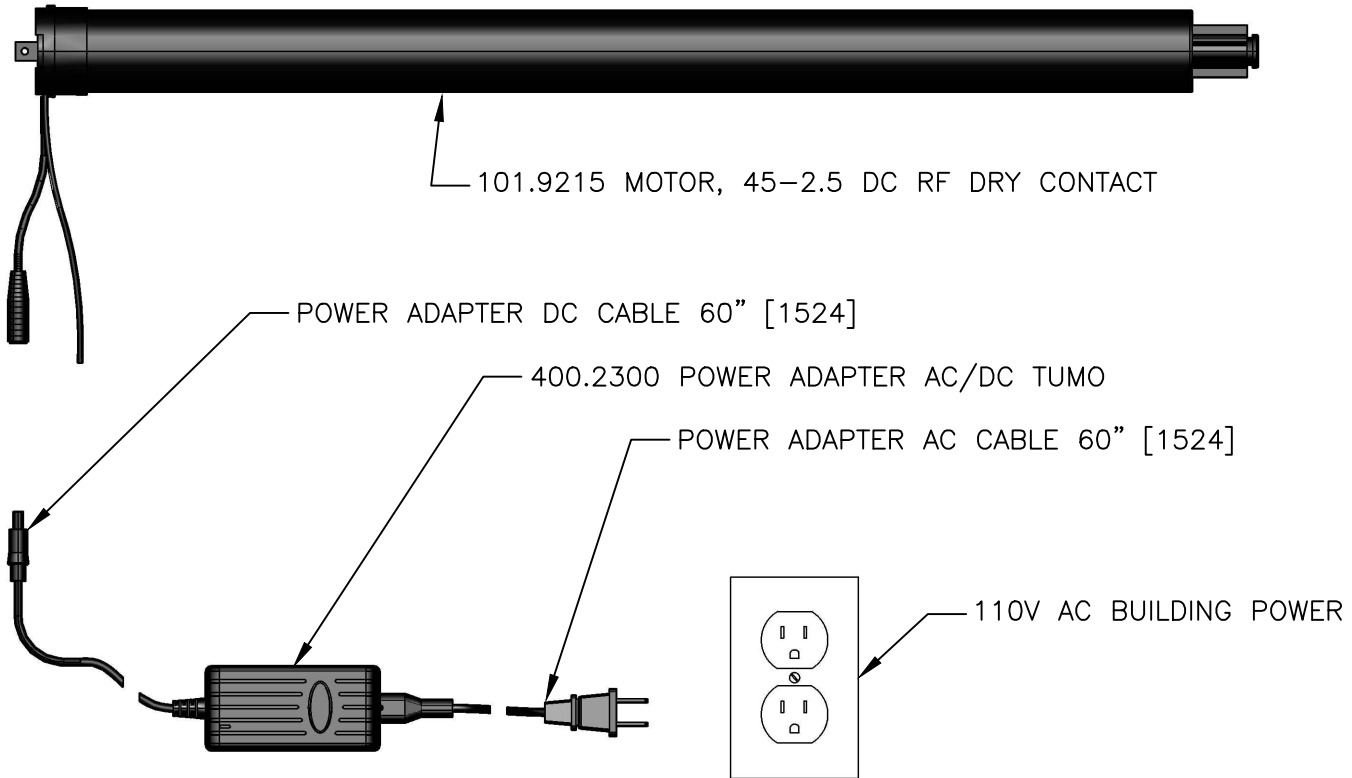 101.9215 MOTOR, 45-2.5 DC RF DRY CONTACT
POWER ADAPTER DC CABLE 60” [1524]
400.2300 POWER ADAPTER AC/DC TUMO
POWER ADAPTER AC CABLE 60” [1524]
110V AC BUILDING POWER